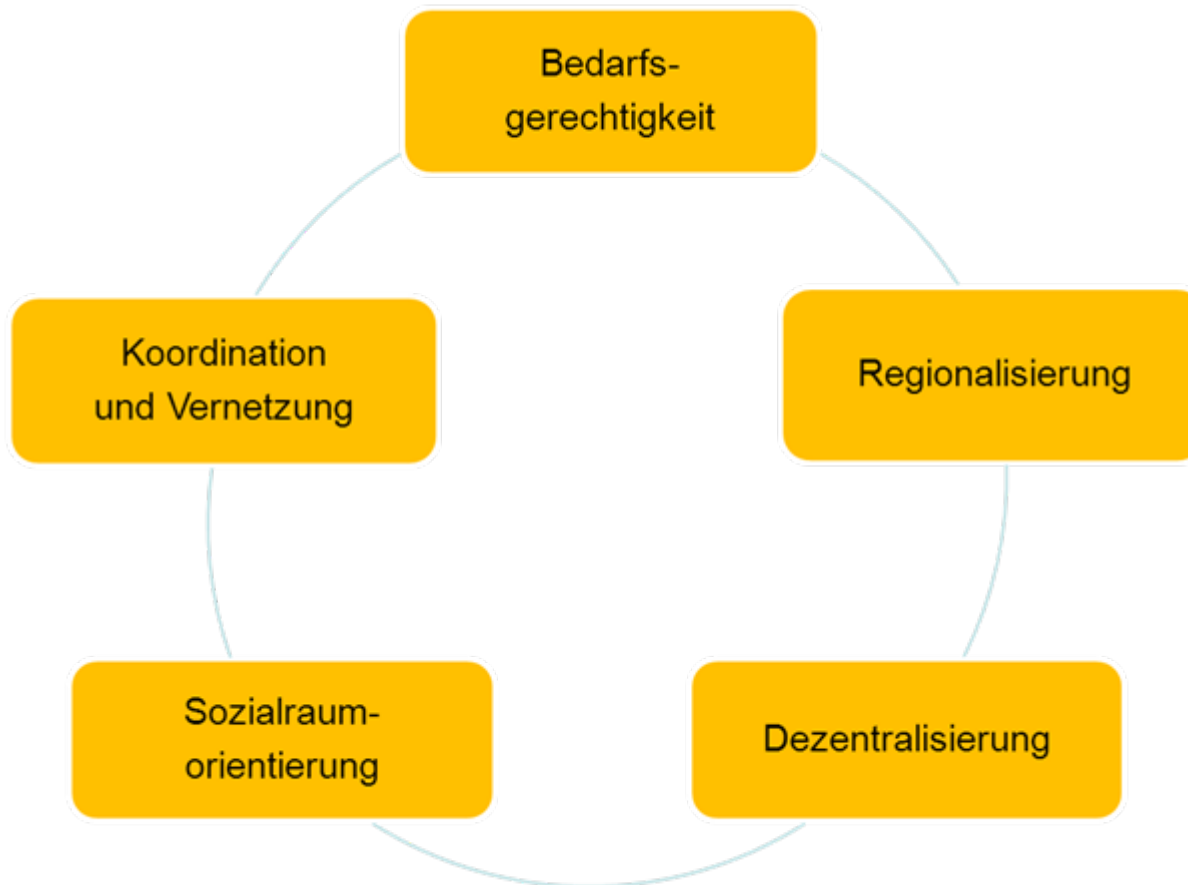 Bedarfs-
gerechtigkeit
Koordination
und Vernetzung
Regionalisierung
Sozialraum-
orientierung
Dezentralisierung